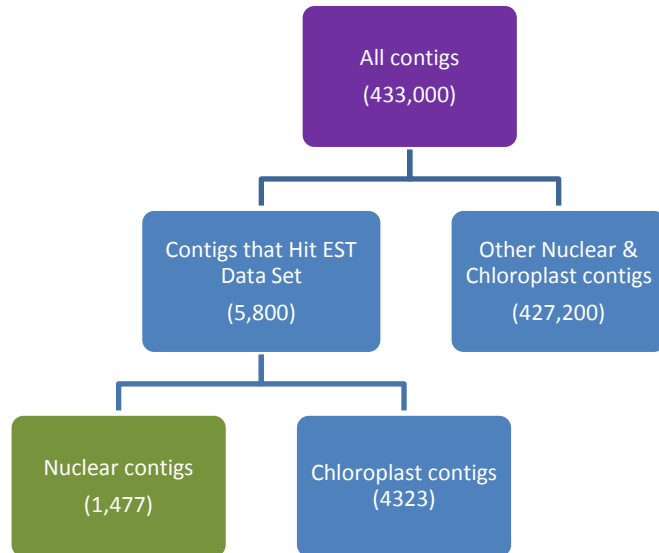 All contigs
(433,000)
Contigs that Hit EST
Data Set
(5,800)
Other Nuclear &
Chloroplast contigs
(427,200)
Nuclear contigs
(1,477)
Chloroplast contigs
(4323)